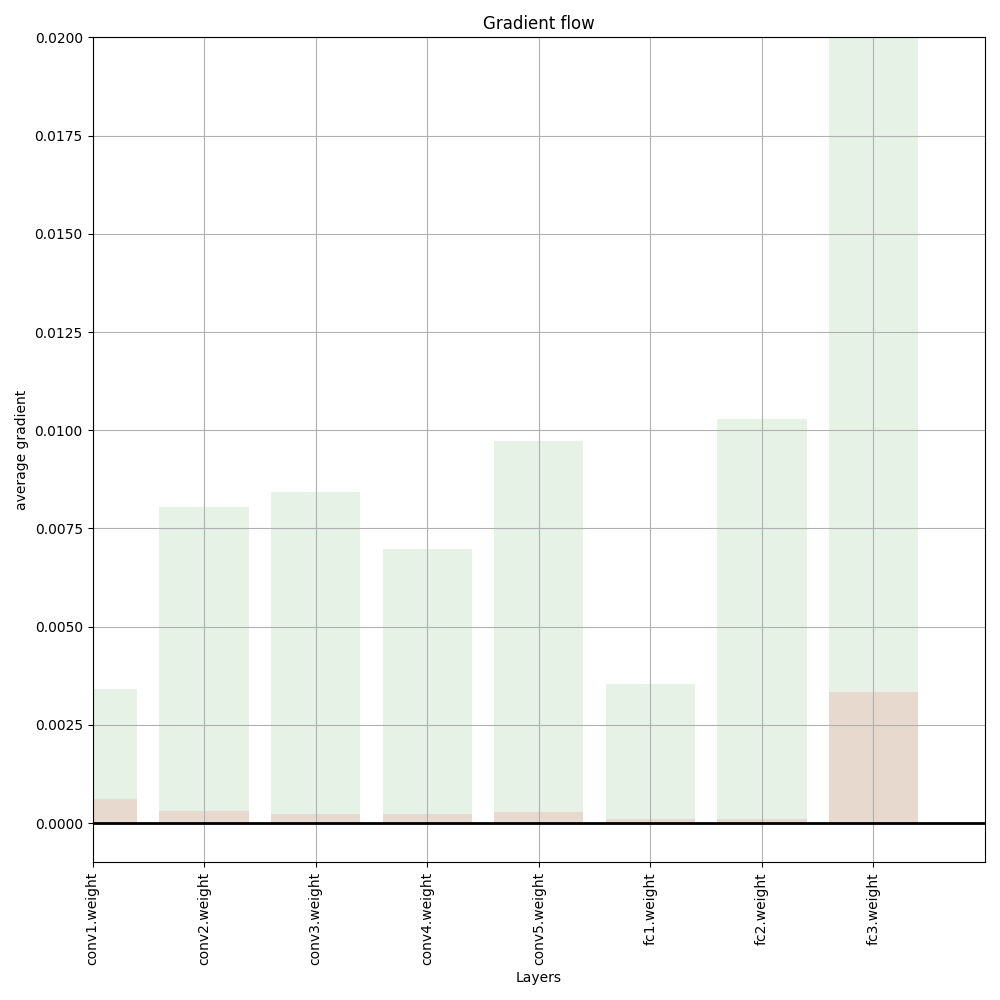 Gradient flow
0.0200
0.0175
0.0150
0.0125
0.0100
0.0075
0.0050
0.0025
0.0000
average gradient
conv1.weight
conv2.weight
conv3.weight
conv4.weight
conv5.weight
fc1.weight
fc2.weight
fc3.weight
Layers